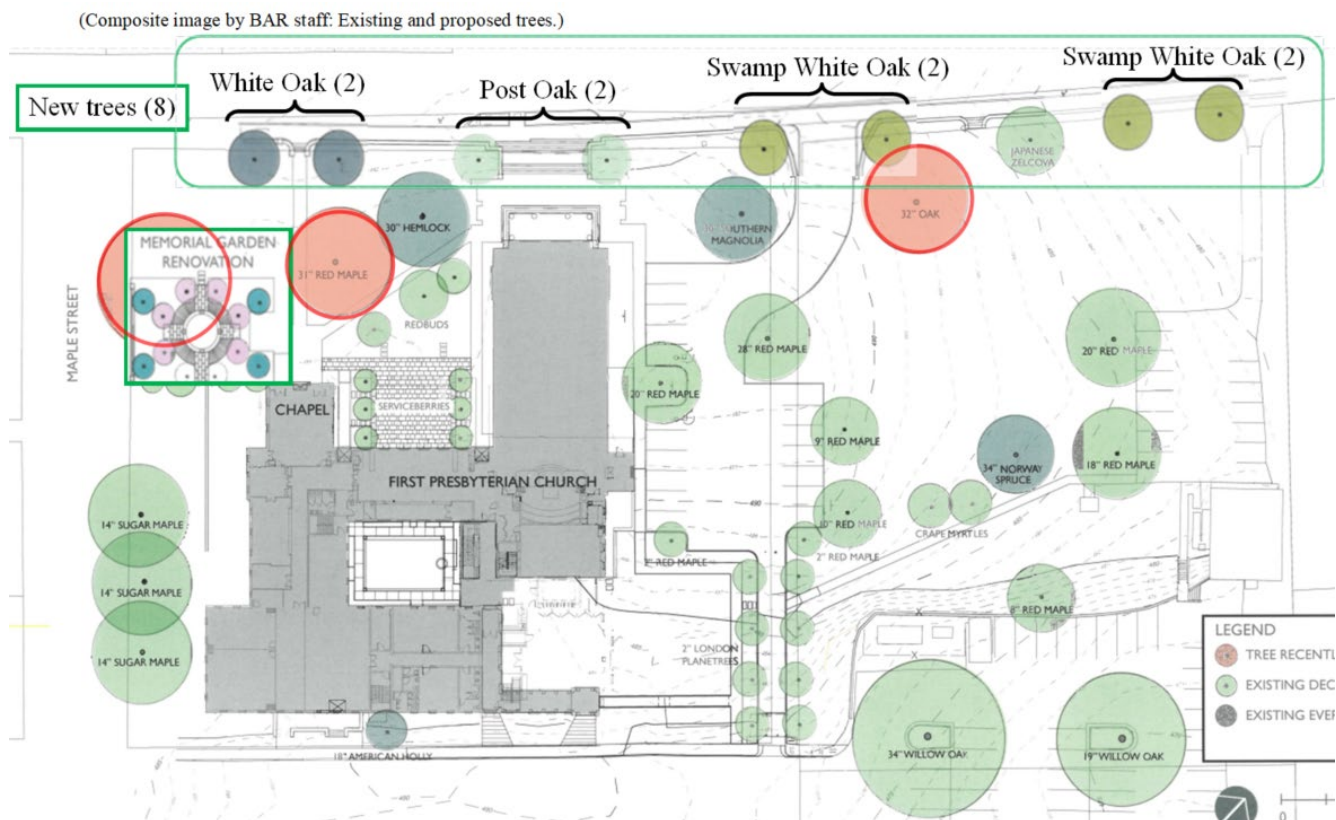 (Composite image by BAR staff: Existing and proposed trees.)
New trees (8)
White Oak (2)
Post Oak (2)
Swamp White Oak (2)
Swamp White Oak (2)
JAPANESE
ZELCOVA
32" OAK
30" HEMLOCK
SOUTHERN
MAGNOLIA
MEMORIAL GARDEN
RENOVATION
31" RED MAPLE
MAPLE STREET
REDBUDS
28" RED MAPLE
20" RED MAPLE
20" RED MAPLE
SERVICEBERRIES
CHAPEL
9" RED MAPLE
FIRST PRESBYTERIAN CHURCH
34" NORWAY
SPRUCE
18" RED MAPLE
14" SUGAR MAPLE
14" SUGAR MAPLE
14" SUGAR MAPLE
10" RED MAPLE
CRAPE MYRTLES
2" RED MAPLE
2" RED MAPLE
8" RED MAPLE
2" LONDON
PLANETREES
18" AMERICAN HOLLY
34" WILLOW OAK
19" WILLOW OAK
LEGEND
TREE RECENTL
EXISTING DEC
EXISTING EVER
0